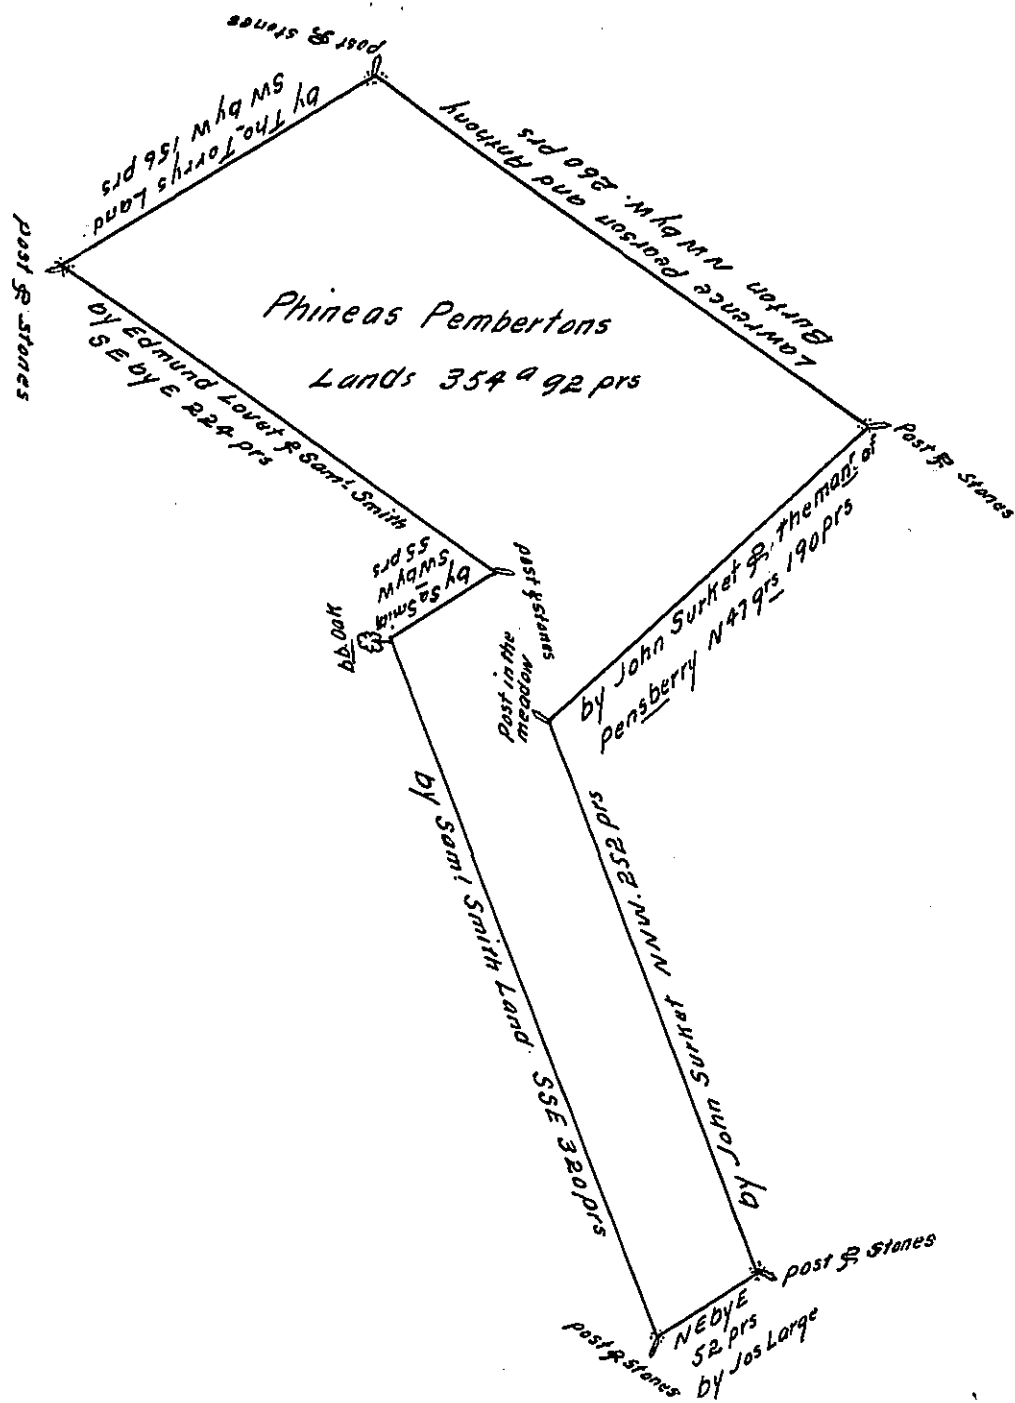 post & stones
by Tho. Torrys Land
SW by W 156 prs
Lawrence pearson and Anthony
Burton NW by W. 260 prs
Post & Stones
Phineas Pembertons
Lands 354 a 92 prs
by Edmund Lovet & Saml. Smith
SE by E 224 prs
Post & Stones
by John Surket & the manr. of
pensberry N 47 grs 190 prs
post & stones
by Sa Smith
SW by W
55 prs
bb. oak
Post in the
meadow
by Saml Smith Land SSE 320 prs
by John Surket NNW. 252 prs
post & Stones
NE by E
52 prs
by Jos Large
post & stones